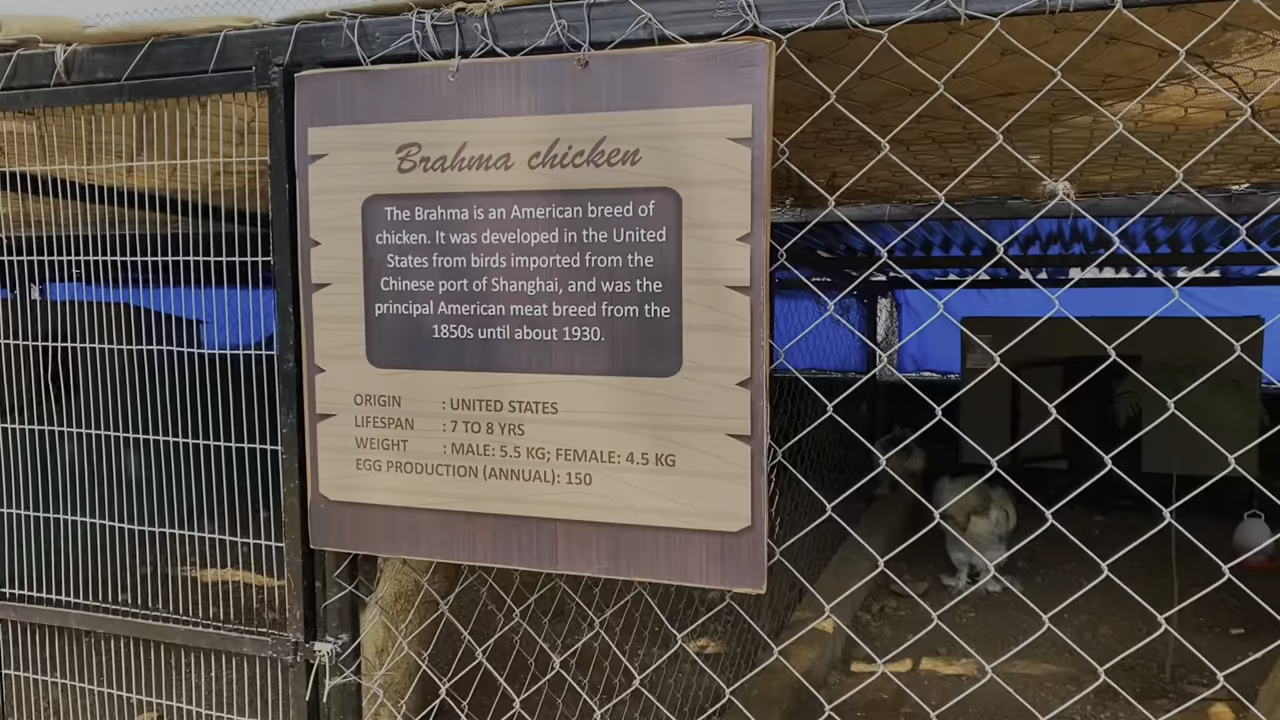 Brahma chicken
The Brahma is an American breed of
chicken. It was developed in the United
States from birds imported from the
Chinese port of Shanghai, and was the
principal American meat breed from the
1850s until about 1930.
ORIGIN : UNITED STATES
LIFESPAN : 7 TO 8 YRS
WEIGHT : MALE: 5.5 KG; FEMALE: 4.5 KG
EGG PRODUCTION (ANNUAL): 150